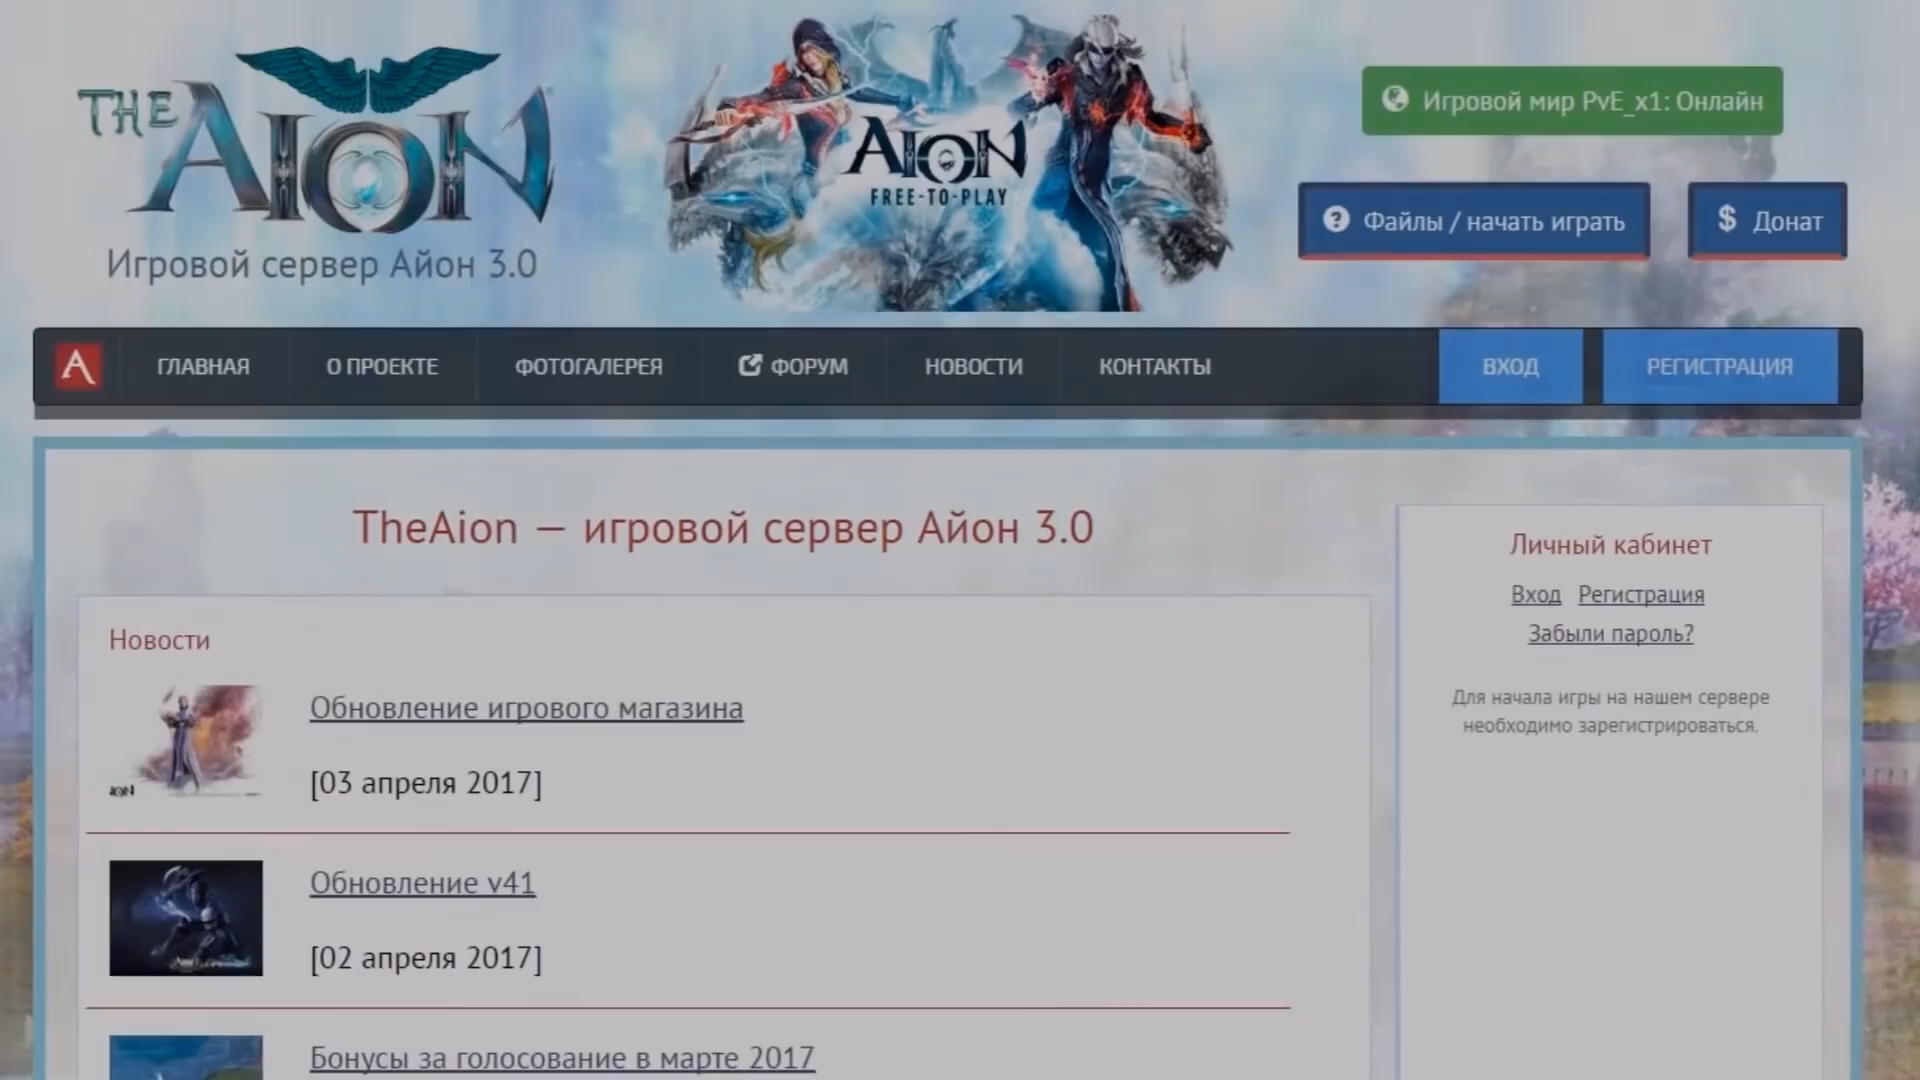 THE AION
Игровой сервер Айон 3.0
AION
FREE-TO-PLAY
Игровой мир PvE_x1: Онлайн
Файлы / начать играть
$ Донат
ГЛАВНАЯ
О ПРОЕКТЕ
ФОТОГАЛЕРЕЯ
ФОРУМ
НОВОСТИ
КОНТАКТЫ
ВХОД
РЕГИСТРАЦИЯ
TheAion — игровой сервер Айон 3.0
Новости
AION
Обновление игрового магазина
[03 апреля 2017]
Обновление v41
[02 апреля 2017]
Бонусы за голосование в марте 2017
Личный кабинет
Вход Регистрация
Забыли пароль?
Для начала игры на нашем сервере
необходимо зарегистрироваться.